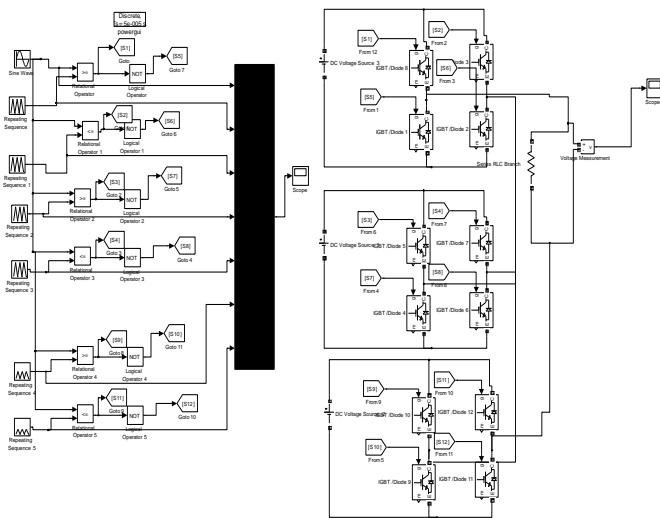 Discrete,
Ts = 5e-005 s
powergui
Sine Wave
>=
Relational
Operator
[S1]
Goto
NOT
Logical
Operator
[S5]
Goto 7
Repeating
Sequence
<=
Relational
Operator 1
[S2]
NOT
Logical
Operator 1
[S6]
Goto 6
Repeating
Sequence 1
>=
Relational
Operator 2
[S3]
Goto 2
NOT
Logical
Operator 2
[S7]
Goto 5
Repeating
Sequence 2
<=
Relational
Operator 3
[S4]
Goto 3
NOT
Logical
Operator 3
[S8]
Goto 4
Repeating
Sequence 3
>=
Relational
Operator 4
[S9]
Goto 8
NOT
Logical
Operator 4
[S10]
Goto 11
Repeating
Sequence 4
<=
Relational
Operator 5
[S11]
Goto 9
NOT
Logical
Operator 5
[S12]
Goto 10
Repeating
Sequence 5
Scope
DC Voltage Source 3
[S1]
From 12
IGBT /Diode 8
[S2]
From 2
[S6]
From 3
[S5]
From 1
IGBT /Diode 1
IGBT /Diode 2
Series RLC Branch
Voltage Measurement
Scope
DC Voltage Source
[S3]
From 6
IGBT /Diode 5
[S4]
From 7
IGBT /Diode 7
[S7]
From 4
IGBT /Diode 4
[S8]
IGBT /Diode 6
DC Voltage Source
[S9]
From 9
IGBT /Diode 10
[S11]
From 10
IGBT /Diode 12
[S10]
From 5
IGBT /Diode 9
[S12]
From 11
IGBT /Diode 11